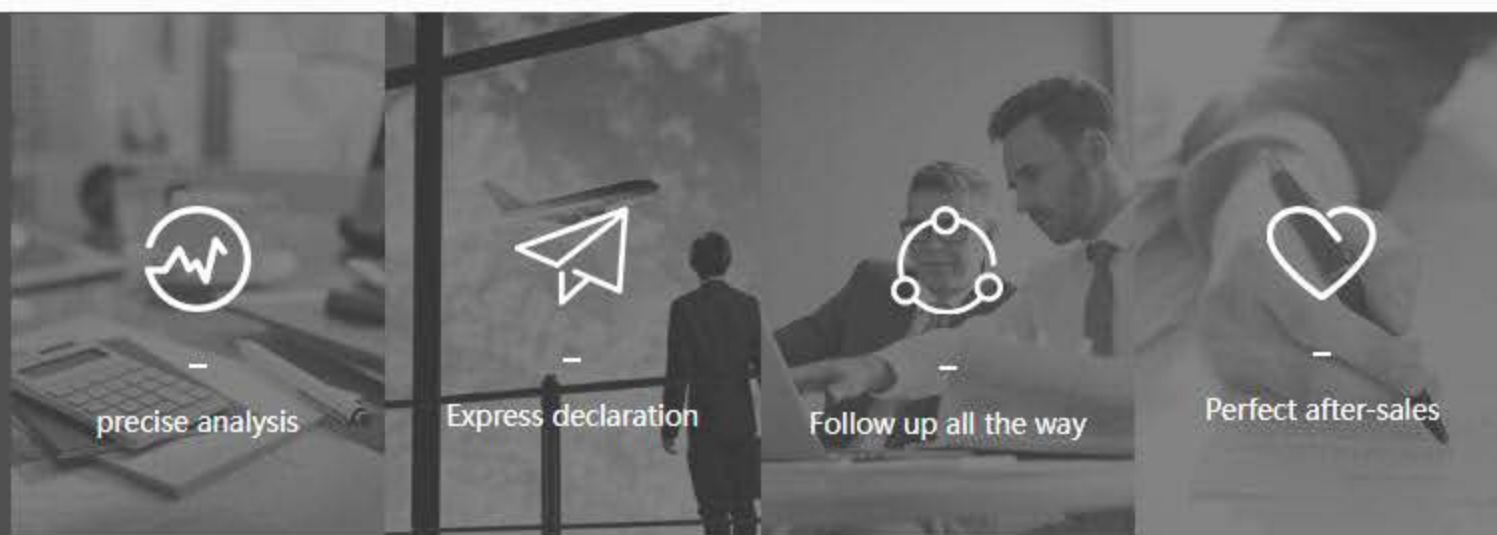 precise analysis
Express declaration
Follow up all the way
Perfect after-sales